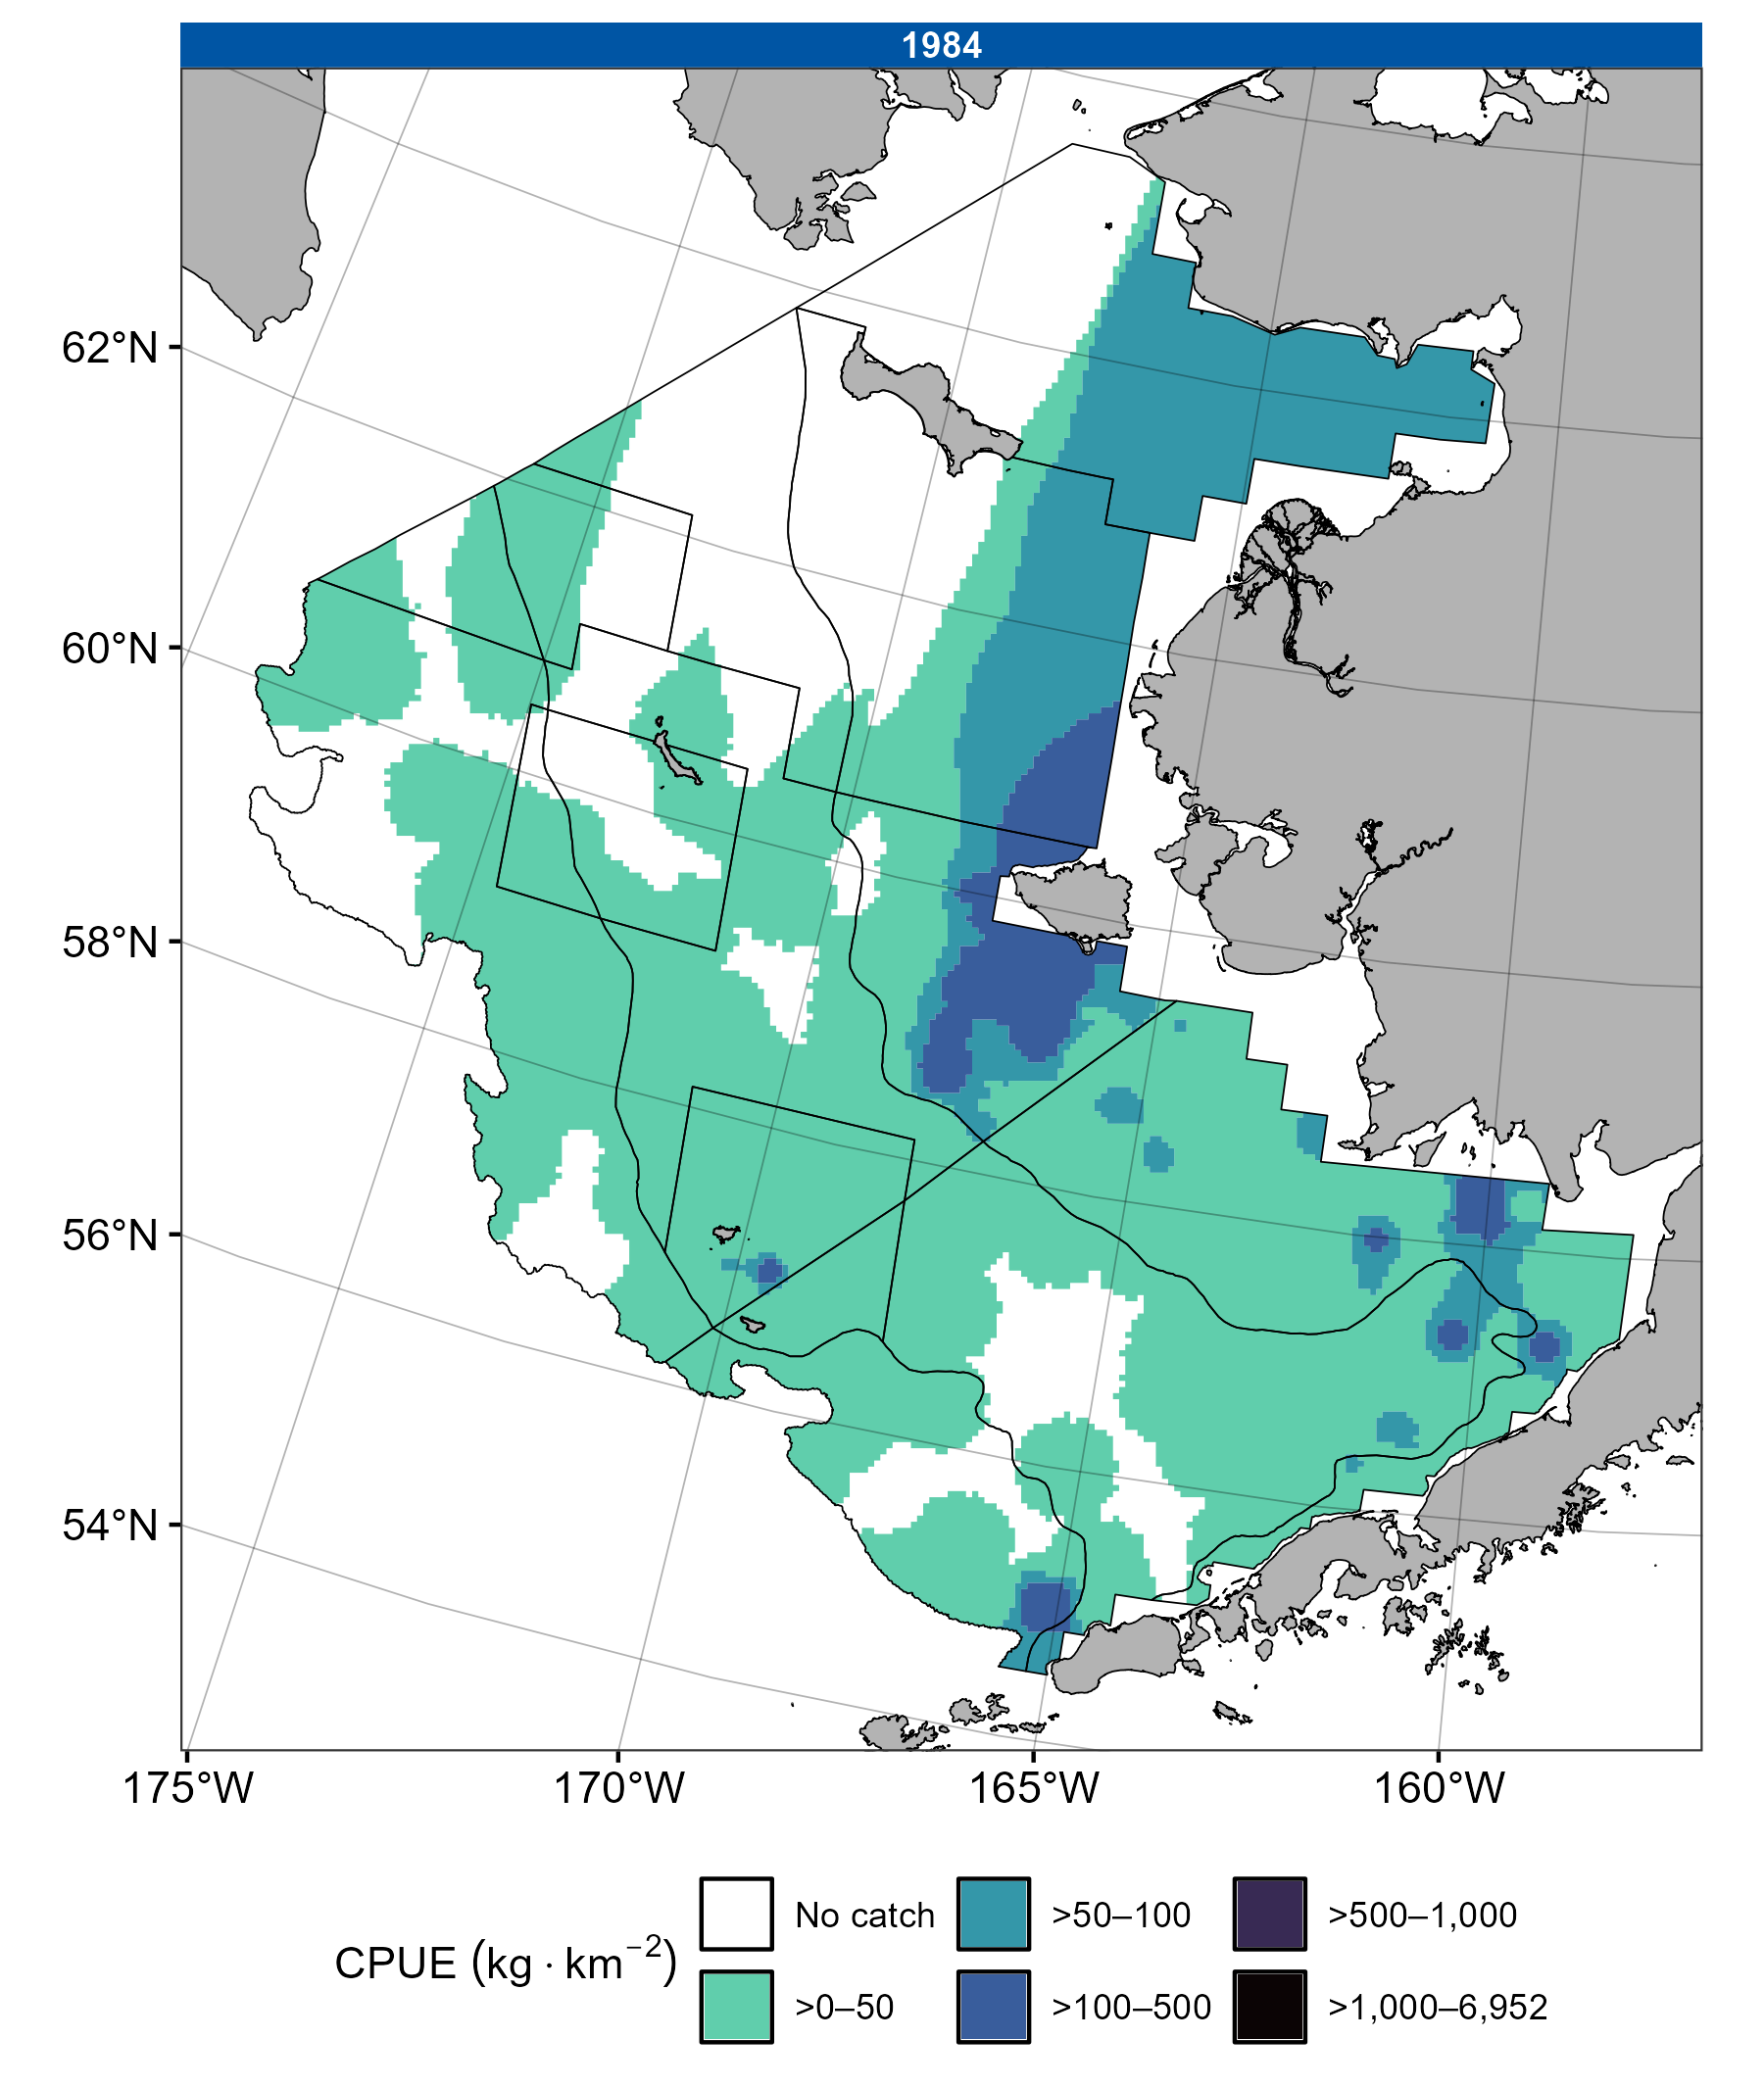 1984
62°N
60°N
58°N
56°N
54°N
175°W 170°W 165°W 160°W
CPUE (kg · km⁻²)
No catch >50–100 >500–1,000
>0–50 >100–500 >1,000–6,952